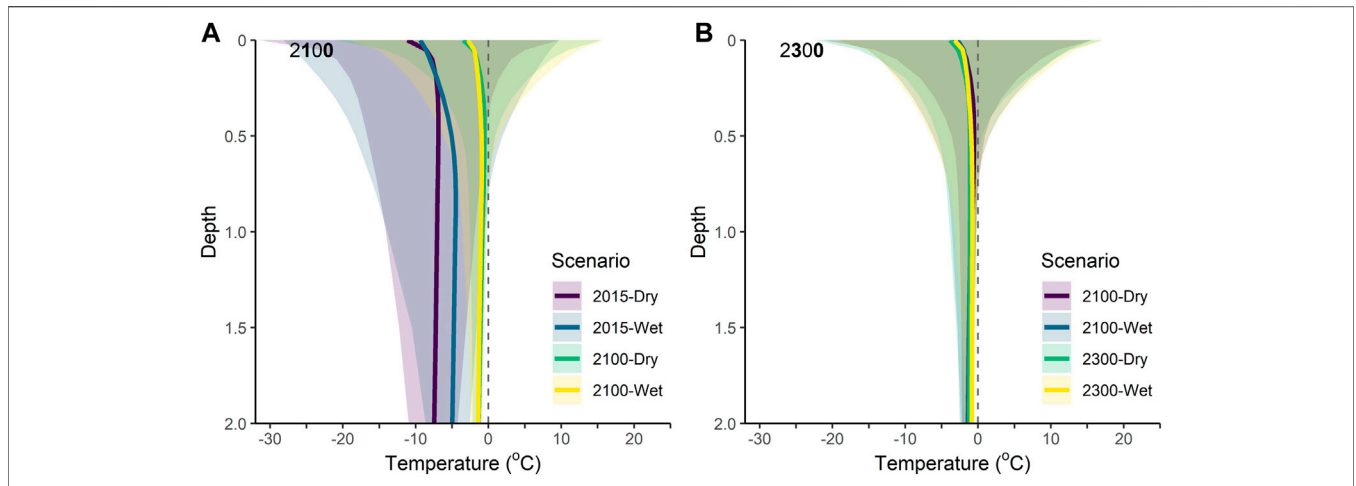 A
2100
0
0.5
1.0
1.5
2.0
Depth
-30 -20 -10 0 10 20
Temperature (°C)
Scenario
2015-Dry
2015-Wet
2100-Dry
2100-Wet
B
2300
0
0.5
1.0
1.5
2.0
Depth
-30 -20 -10 0 10 20
Temperature (°C)
Scenario
2100-Dry
2100-Wet
2300-Dry
2300-Wet